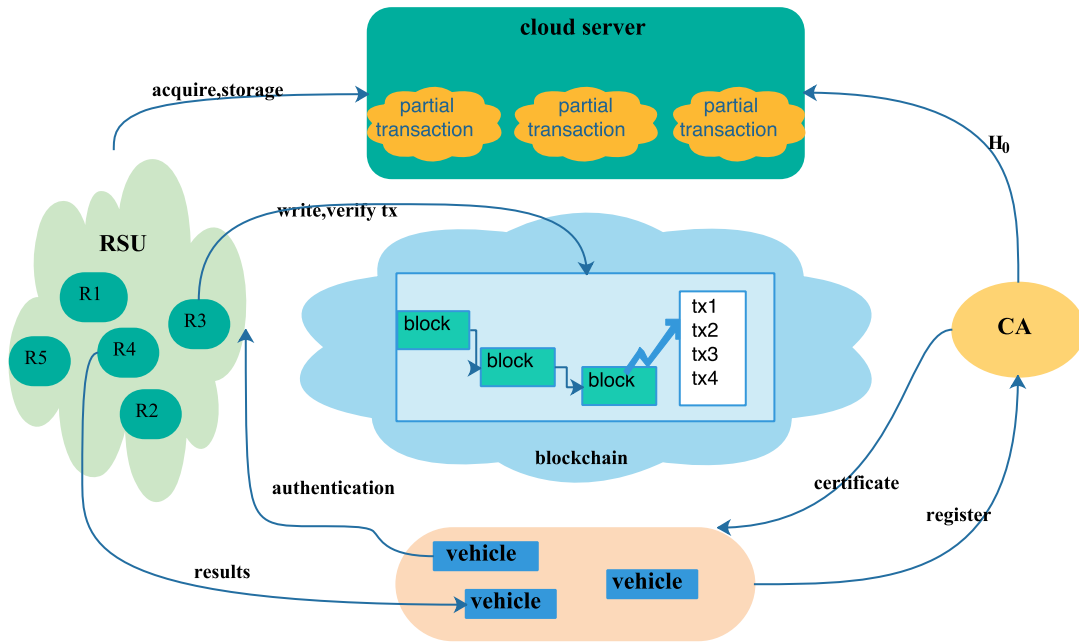 cloud server
partial
transaction
partial
transaction
partial
transaction
acquire,storage
H0
write,verify tx
RSU
R1
R3
R4
R5
R2
block
block
block
tx1
tx2
tx3
tx4
CA
blockchain
authentication
certificate
register
results
vehicle
vehicle
vehicle